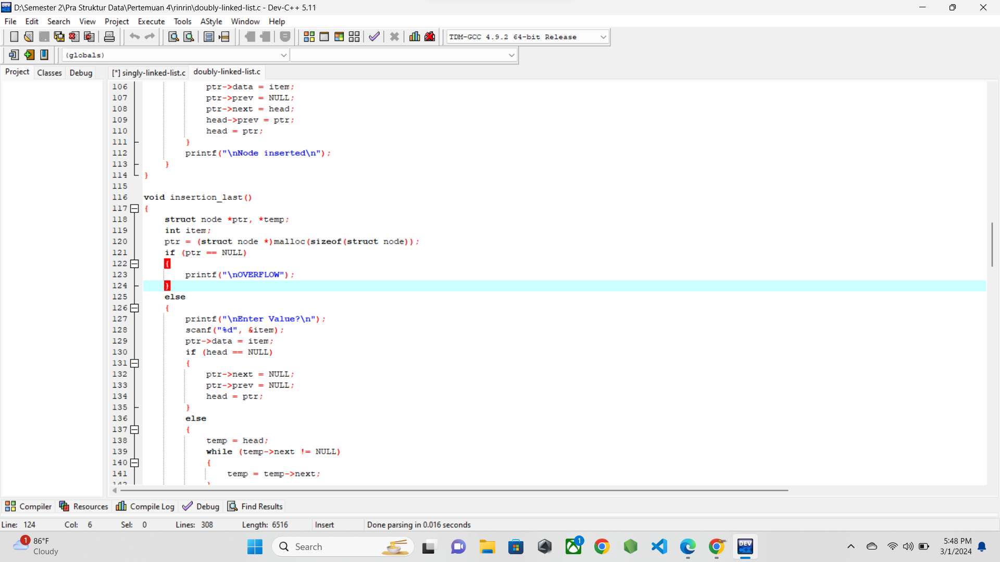 D:\Semester 2\Pra Struktur Data\Pertemuan 4\rinrin\doubly-linked-list.c - Dev-C++ 5.11
File Edit Search View Project Execute Tools AStyle Window Help
TDM-GCC 4.9.2 64-bit Release
(globals)
Project Classes Debug [*] singly-linked-list.c doubly-linked-list.c
106 ptr->data = item;
107 ptr->prev = NULL;
108 ptr->next = head;
109 head->prev = ptr;
110 head = ptr;
111 }
112 printf("\nNode inserted\n");
113 }
114 }
115
116 void insertion_last()
117 {
118 struct node *ptr, *temp;
119 int item;
120 ptr = (struct node *)malloc(sizeof(struct node));
121 if (ptr == NULL)
122 {
123 printf("\nOVERFLOW");
124 }
125 else
126 {
127 printf("\nEnter Value?\n");
128 scanf("%d", &item);
129 ptr->data = item;
130 if (head == NULL)
131 {
132 ptr->next = NULL;
133 ptr->prev = NULL;
134 head = ptr;
135 }
136 else
137 {
138 temp = head;
139 while (temp->next != NULL)
140 {
141 temp = temp->next;
142 }
Compiler Resources Compile Log Debug Find Results
Line: 124 Col: 6 Sel: 0 Lines: 308 Length: 6516 Insert Done parsing in 0.016 seconds
1 86°F
Cloudy
Search
1
DEV
C++
5:48 PM
3/1/2024